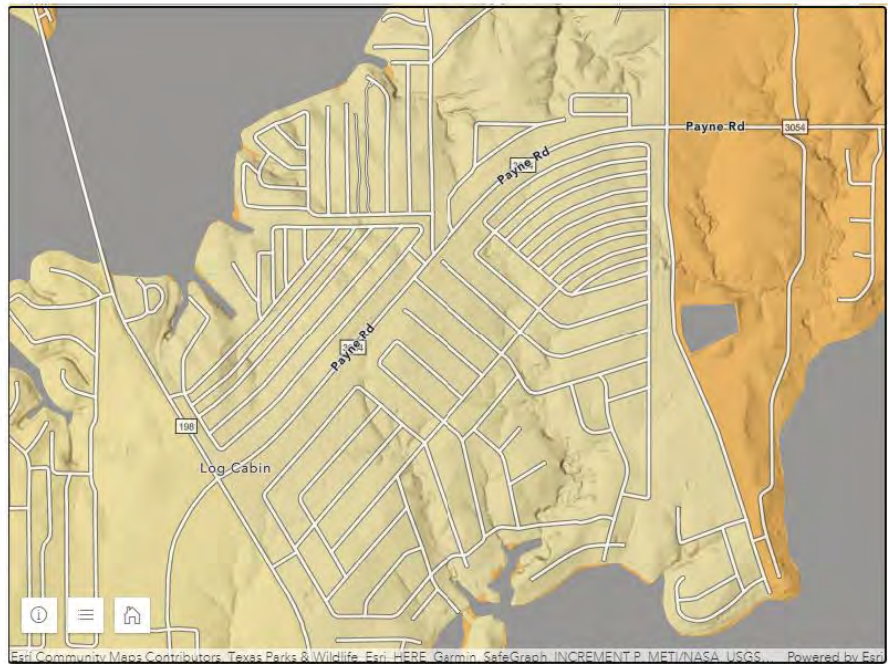 Payne Rd
3054
Payne Rd
Payne Rd
198
Log Cabin
Esri Community Maps Contributors, Texas Parks & Wildlife, Esri, HERE, Garmin, SafeGraph, INCREMENT P, METI/NASA, USGS... Powered by Esri